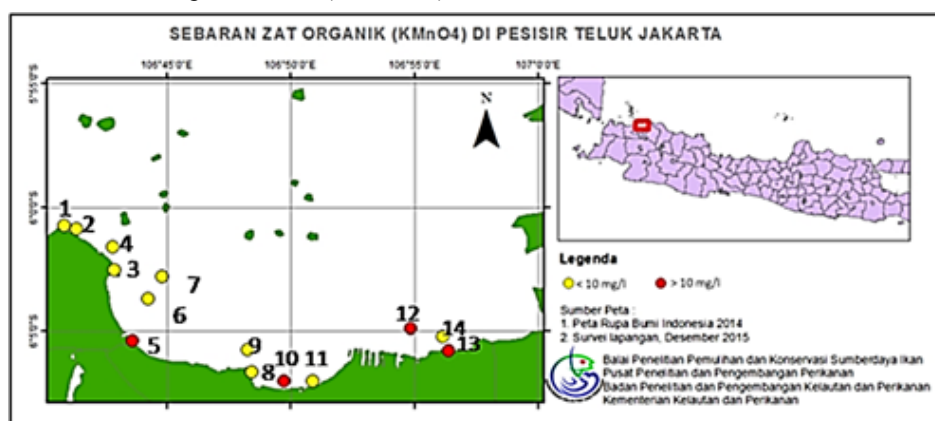 SEBARAN ZAT ORGANIK (KMnO4) DI PESISIR TELUK JAKARTA
106°45'0"E 106°50'0"E 106°55'0"E 107°0'0"E
5°55'0"S
N
6°0'0"S
1
2
4
3
7
6
12
6°5'0"S
14
5
9
13
8
10
11
Legenda
< 10 mg/l > 10 mg/l
Sumber Peta :
1. Peta Rupa Bumi Indonesia 2014
2. Survei lapangan, Desember 2015
Balai Penelitian Pemulihan dan Konservasi Sumberdaya Ikan
Pusat Penelitian dan Pengembangan Perikanan
Badan Penelitian dan Pengembangan Kelautan dan Perikanan
Kementerian Kelautan dan Perikanan